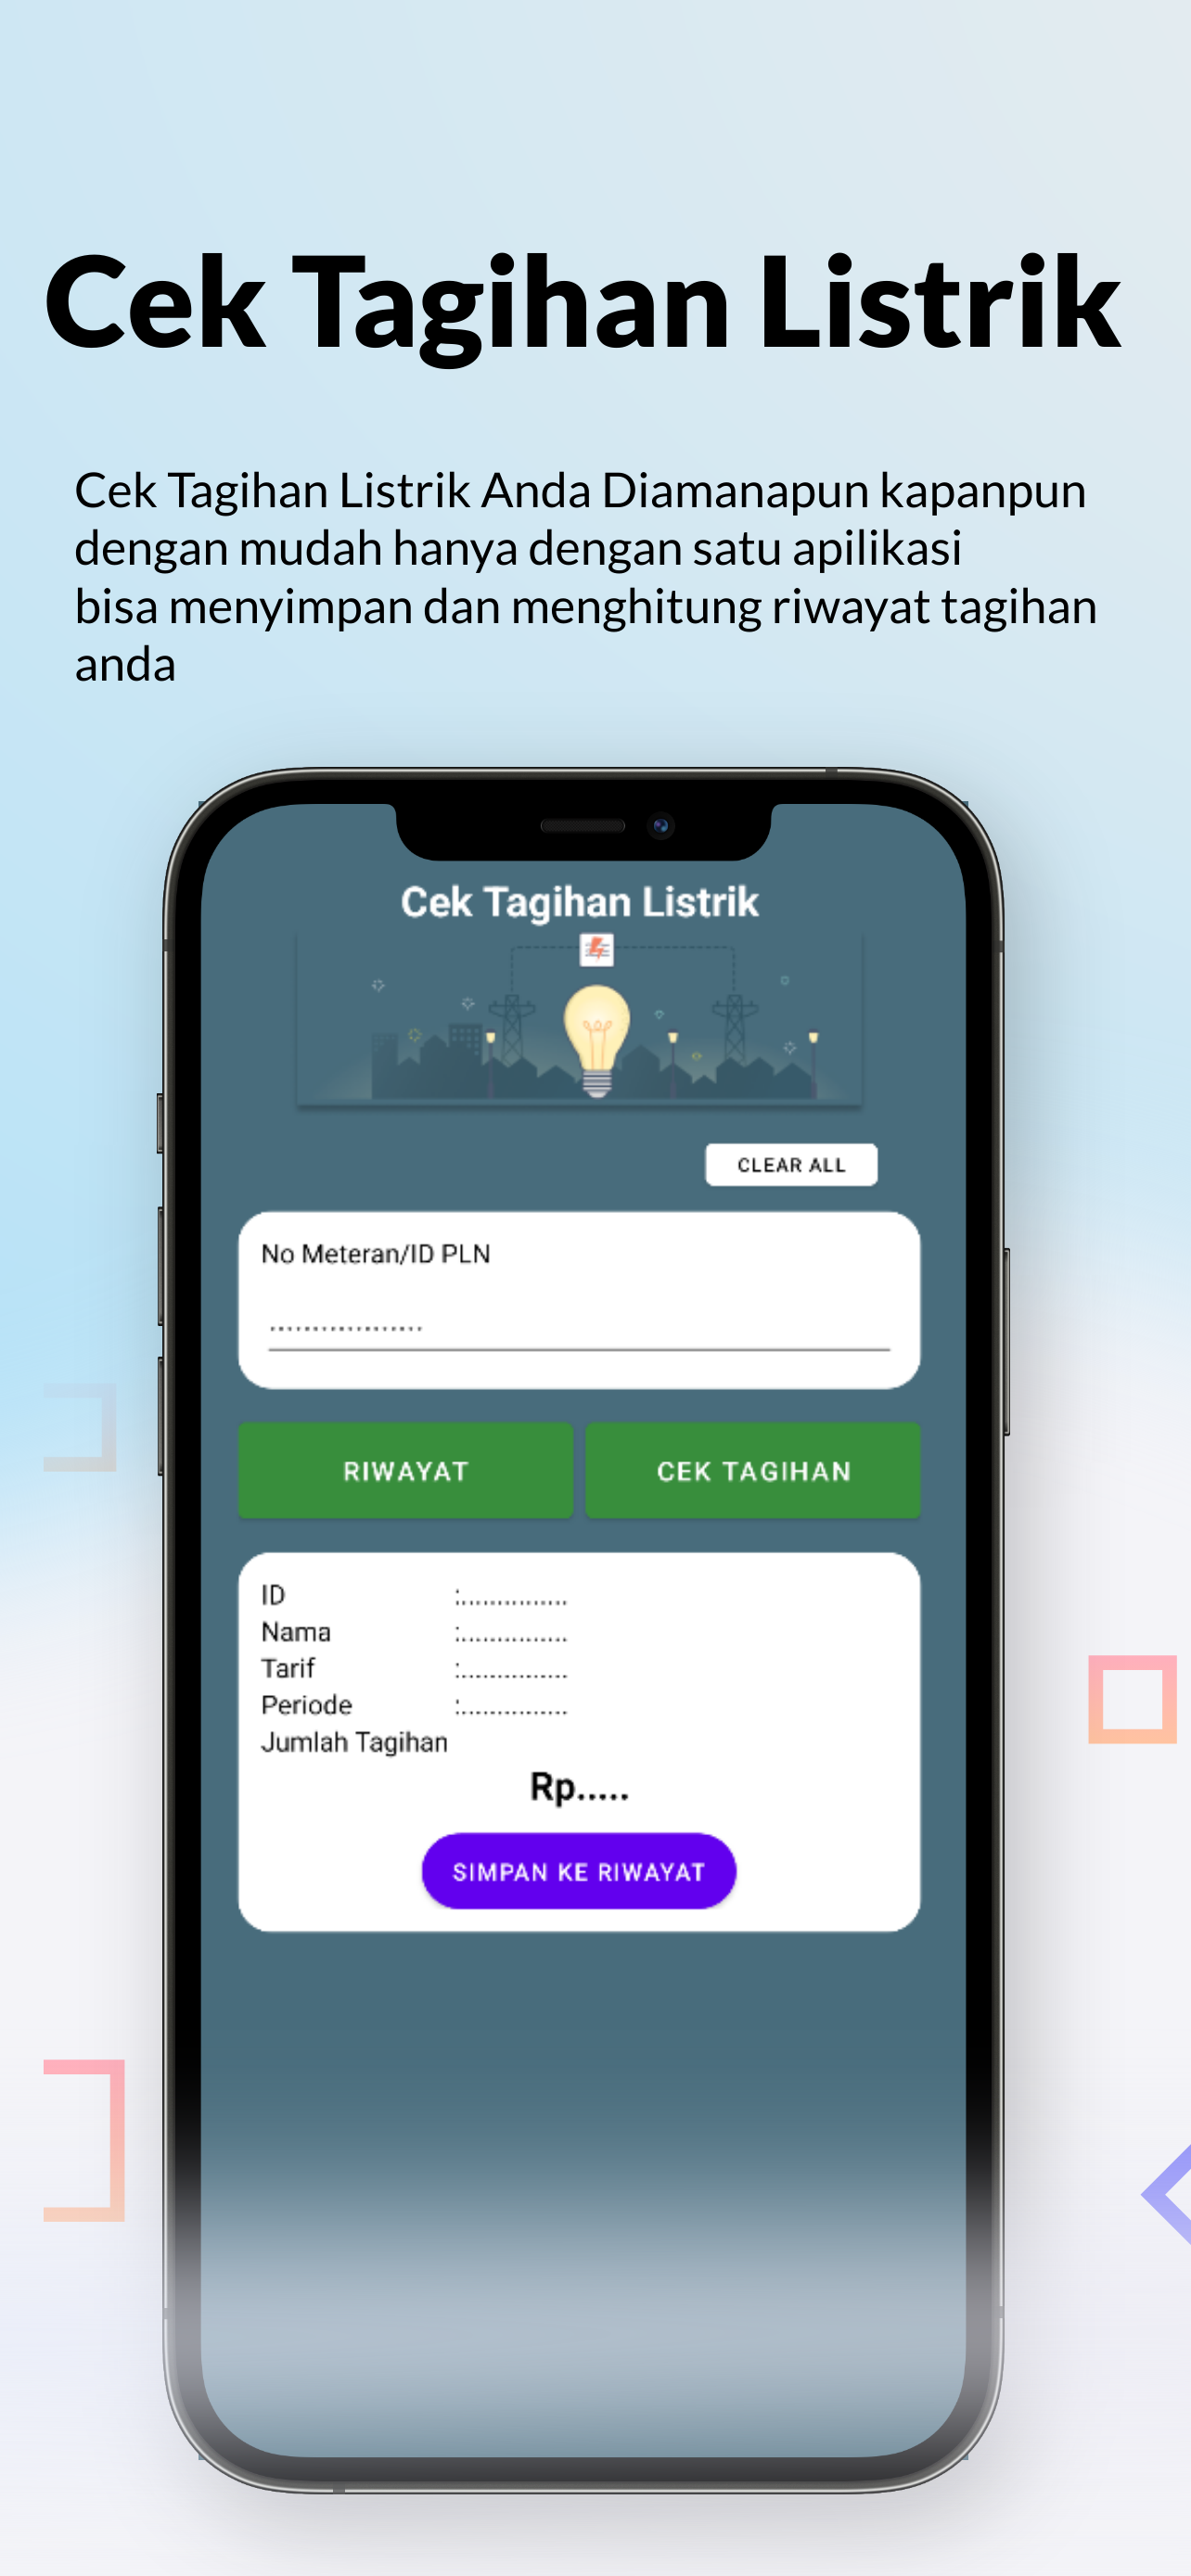 Cek Tagihan Listrik
Cek Tagihan Listrik Anda Diamanapun kapanpun
dengan mudah hanya dengan satu apilikasi
bisa menyimpan dan menghitung riwayat tagihan
anda
Cek Tagihan Listrik
CLEAR ALL
No Meteran/ID PLN
..................
RIWAYAT CEK TAGIHAN
ID :...............
Nama :...............
Tarif :...............
Periode :...............
Jumlah Tagihan
Rp.....
SIMPAN KE RIWAYAT